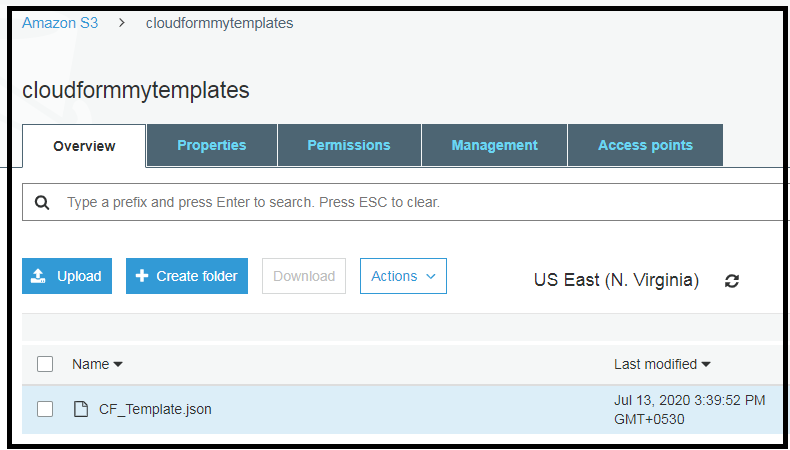 Amazon S3 > cloudformmytemplates
cloudformmytemplates
Overview Properties Permissions Management Access points
Type a prefix and press Enter to search. Press ESC to clear.
Upload + Create folder Download Actions US East (N. Virginia)
Name Last modified
CF_Template.json Jul 13, 2020 3:39:52 PM
GMT+0530